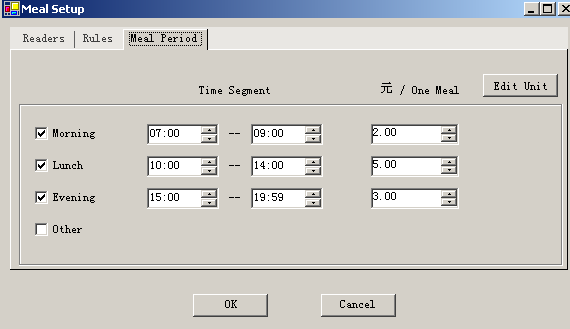 Meal Setup
Readers Rules Meal Period
Time Segment 元 / One Meal Edit Unit
Morning 07:00 -- 09:00 2.00
Lunch 10:00 -- 14:00 5.00
Evening 15:00 -- 19:59 3.00
Other
OK Cancel